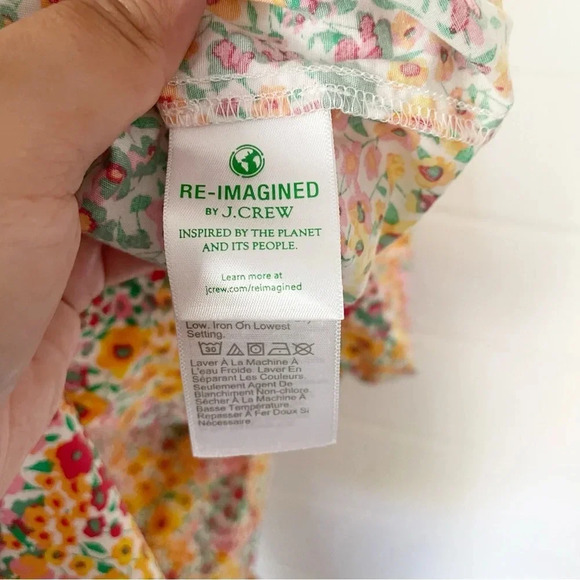 RE-IMAGINED
BY J.CREW
INSPIRED BY THE PLANET
AND ITS PEOPLE.
Learn more at
jcrew.com/reimagined
Low. Iron On Lowest
Setting.
30
Laver À La Machine À
L'eau Froide. Laver En
Séparant Les Couleurs.
Seulement Agent De
Blanchiment Non-chlore
Sécher À La Machine À
Basse Température.
Repasser À Fer Doux Si
Nécessaire